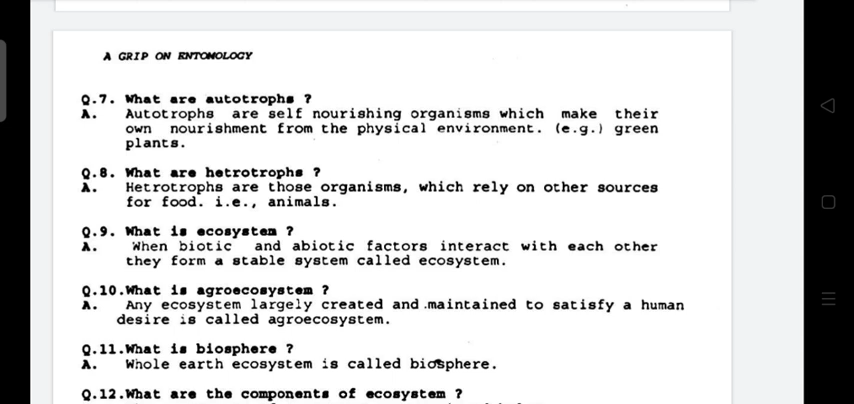 A GRIP ON ENTOMOLOGY
Q.7. What are autotrophs ?
A. Autotrophs are self nourishing organisms which make their
own nourishment from the physical environment. (e.g.) green
plants.
Q.8. What are hetrotrophs ?
A. Hetrotrophs are those organisms, which rely on other sources
for food. i.e., animals.
Q.9. What is ecosystem ?
A. When biotic and abiotic factors interact with each other
they form a stable system called ecosystem.
Q.10.What is agroecosystem ?
A. Any ecosystem largely created and maintained to satisfy a human
desire is called agroecosystem.
Q.11.What is biosphere ?
A. Whole earth ecosystem is called biosphere.
Q.12.What are the components of ecosystem ?